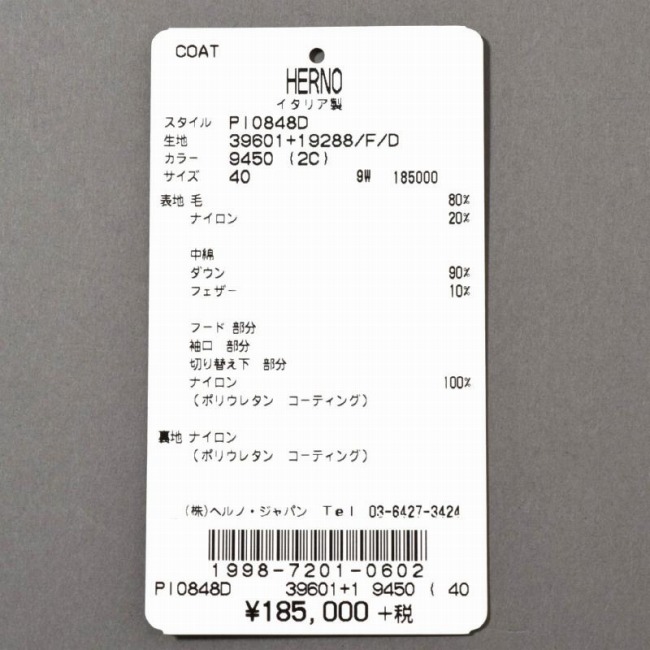 COAT
HERNO
イタリア製
スタイル PI0848D
生地 39601+19288/F/D
カラー 9450 (2C)
サイズ 40 9W 185000
表地 毛 80%
ナイロン 20%
中綿
ダウン 90%
フェザー 10%
フード 部分
袖口 部分
切り替え下 部分
ナイロン 100%
(ポリウレタン コーティング)
裏地 ナイロン
(ポリウレタン コーティング)
(株)ヘルノ・ジャパン Tel 03-6427-3424
1998-7201-0602
PI0848D 39601+1 9450 ( 40
¥185,000 +税